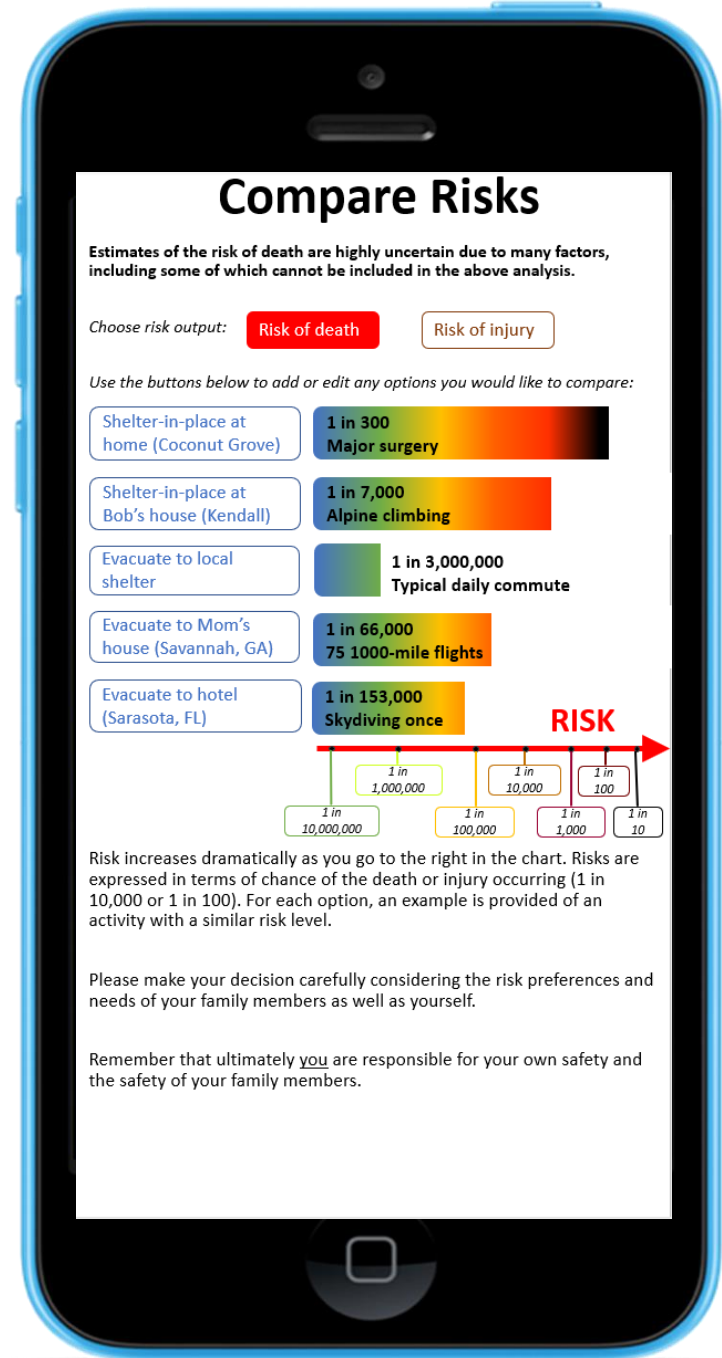 Compare Risks
Estimates of the risk of death are highly uncertain due to many factors,
including some of which cannot be included in the above analysis.
Choose risk output:
Risk of death
Risk of injury
Use the buttons below to add or edit any options you would like to compare:
Shelter-in-place at
home (Coconut Grove)
1 in 300
Major surgery
Shelter-in-place at
Bob’s house (Kendall)
1 in 7,000
Alpine climbing
Evacuate to local
shelter
1 in 3,000,000
Typical daily commute
Evacuate to Mom’s
house (Savannah, GA)
1 in 66,000
75 1000-mile flights
Evacuate to hotel
(Sarasota, FL)
1 in 153,000
Skydiving once
RISK
1 in
10,000,000
1 in
1,000,000
1 in
100,000
1 in
10,000
1 in
1,000
1 in
100
1 in
10
Risk increases dramatically as you go to the right in the chart. Risks are
expressed in terms of chance of the death or injury occurring (1 in
10,000 or 1 in 100). For each option, an example is provided of an
activity with a similar risk level.
Please make your decision carefully considering the risk preferences and
needs of your family members as well as yourself.
Remember that ultimately you are responsible for your own safety and
the safety of your family members.